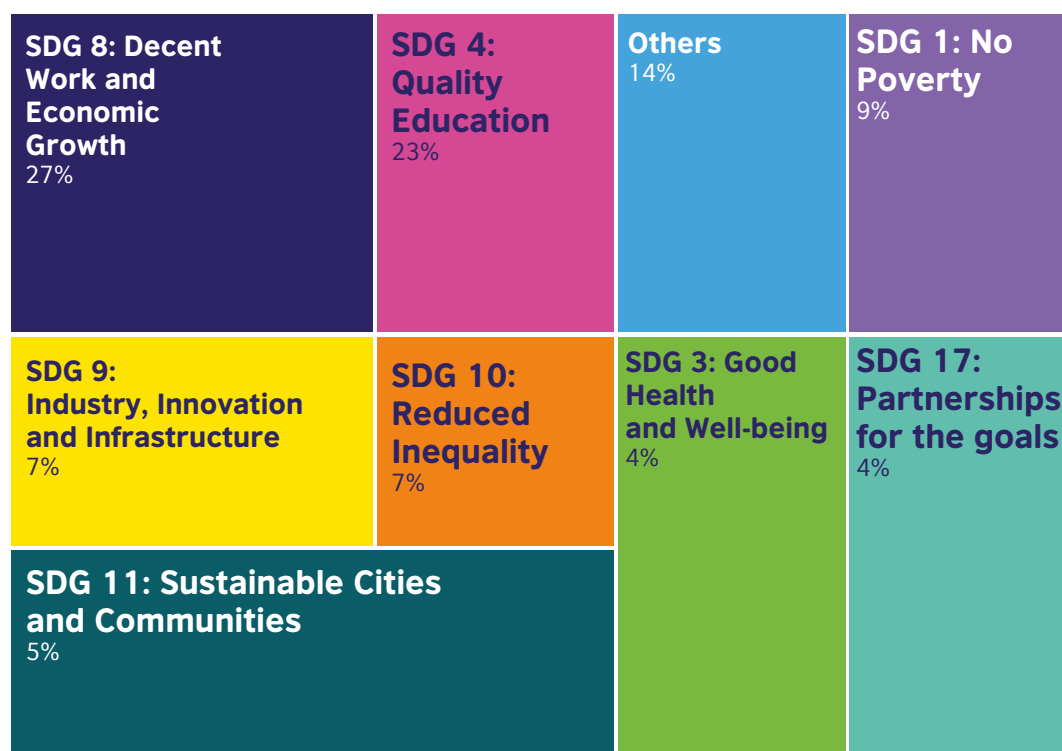 SDG 8: Decent
Work and
Economic
Growth
27%
SDG 4:
Quality
Education
23%
Others
14%
SDG 1: No
Poverty
9%
SDG 9:
Industry, Innovation
and Infrastructure
7%
SDG 10:
Reduced
Inequality
7%
SDG 3: Good
Health
and Well-being
4%
SDG 17:
Partnerships
for the goals
4%
SDG 11: Sustainable Cities
and Communities
5%